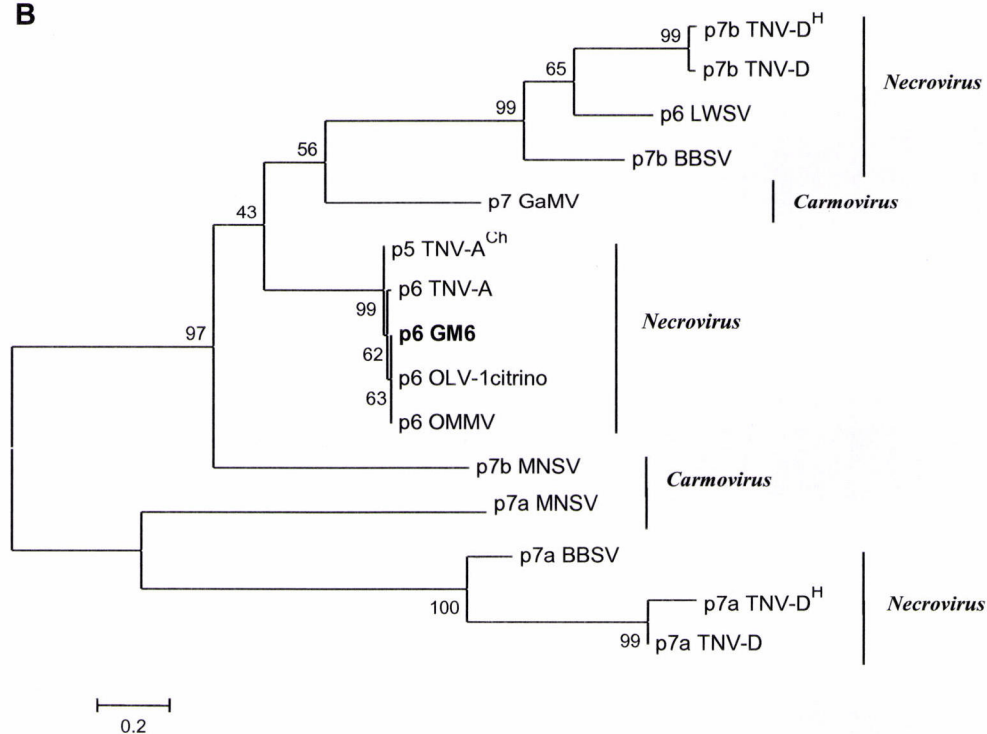 B
99
p7b TNV-D^H
p7b TNV-D
65
p6 LWSV
99
p7b BBSV
Necrovirus
56
p7 GaMV
Carmovirus
43
p5 TNV-A^Ch
p6 TNV-A
99
p6 GM6
62
p6 OLV-1citrino
63
p6 OMMV
Necrovirus
97
p7b MNSV
p7a MNSV
Carmovirus
p7a BBSV
100
p7a TNV-D^H
99
p7a TNV-D
Necrovirus
0.2